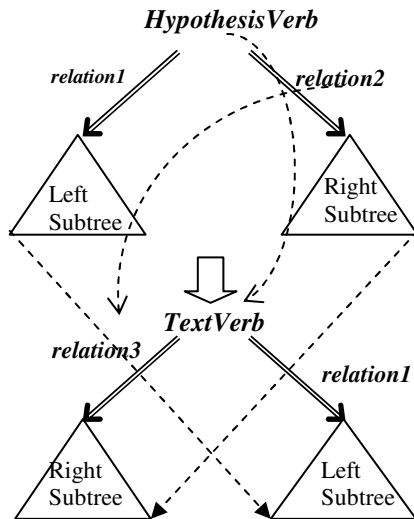 HypothesisVerb
relation1
relation2
Left
Subtree
Right
Subtree
TextVerb
relation3
relation1
Right
Subtree
Left
Subtree